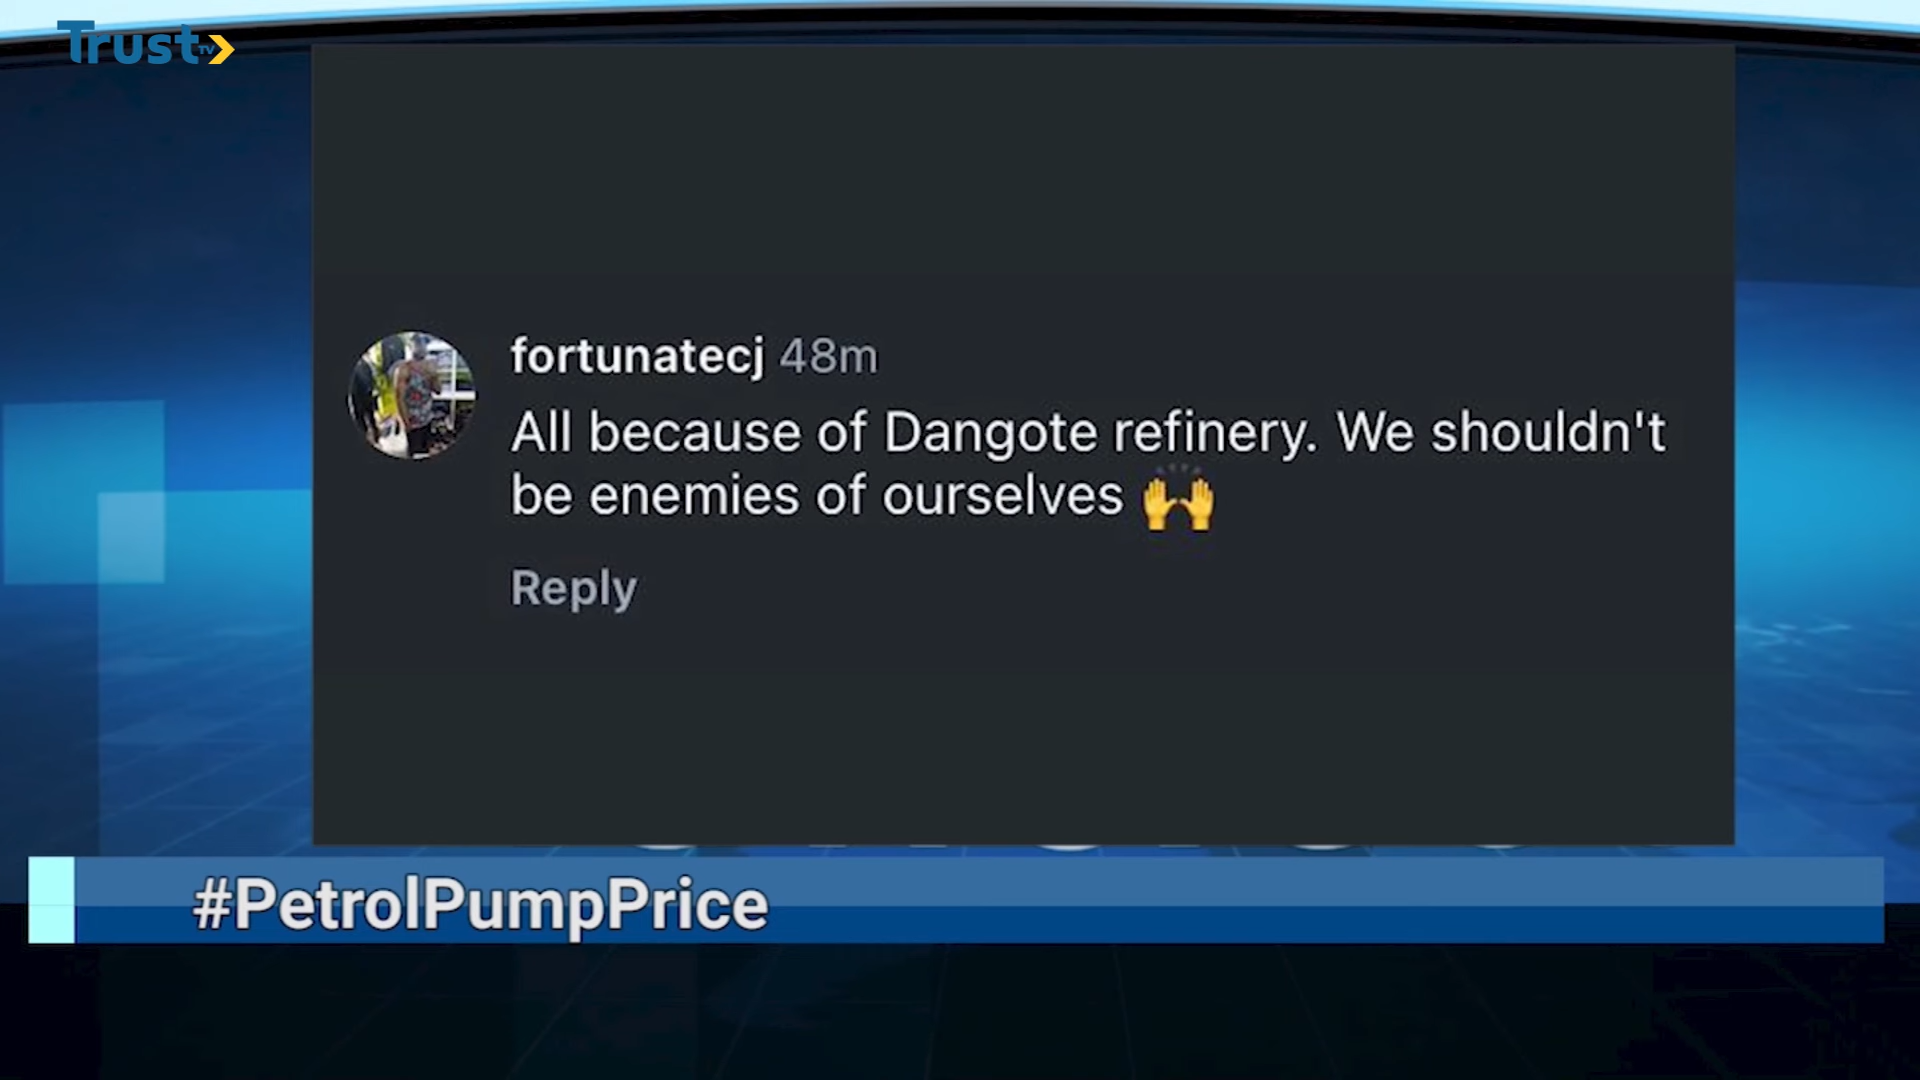 Trust TV
fortunatecj 48m
All because of Dangote refinery. We shouldn't
be enemies of ourselves 🙌
Reply
#PetrolPumpPrice